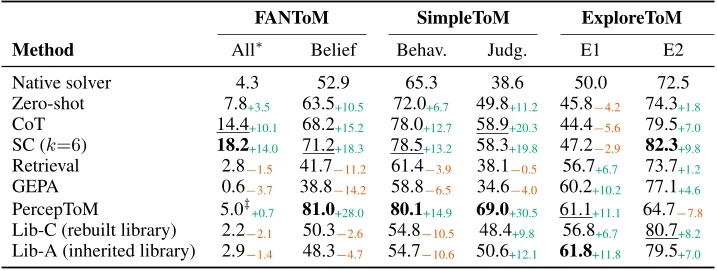 FANToM SimpleToM ExploreToM
Method All* Belief Behav. Judg. E1 E2
Native solver 4.3 52.9 65.3 38.6 50.0 72.5
Zero-shot 7.8+3.5 63.5+10.5 72.0+6.7 49.8+11.2 45.8−4.2 74.3+1.8
CoT 14.4+10.1 68.2+15.2 78.0+12.7 58.9+20.3 44.4−5.6 79.5+7.0
SC (k=6) 18.2+14.0 71.2+18.3 78.5+13.2 58.3+19.8 47.2−2.9 82.3+9.8
Retrieval 2.8−1.5 41.7−11.2 61.4−3.9 38.1−0.5 56.7+6.7 73.7+1.2
GEPA 0.6−3.7 38.8−14.2 58.8−6.5 34.6−4.0 60.2+10.2 77.1+4.6
PercepToM 5.0‡+0.7 81.0+28.0 80.1+14.9 69.0+30.5 61.1+11.1 64.7−7.8
Lib-C (rebuilt library) 2.2−2.1 50.3−2.6 54.8−10.5 48.4+9.8 56.8+6.7 80.7+8.2
Lib-A (inherited library) 2.9−1.4 48.3−4.7 54.7−10.6 50.6+12.1 61.8+11.8 79.5+7.0